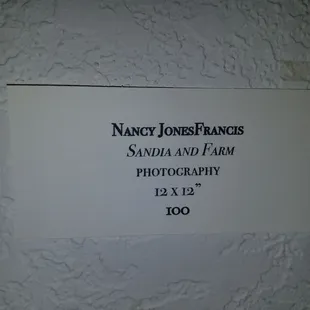 Nancy JonesFrancis
Sandia and Farm
photography
12 x 12”
100